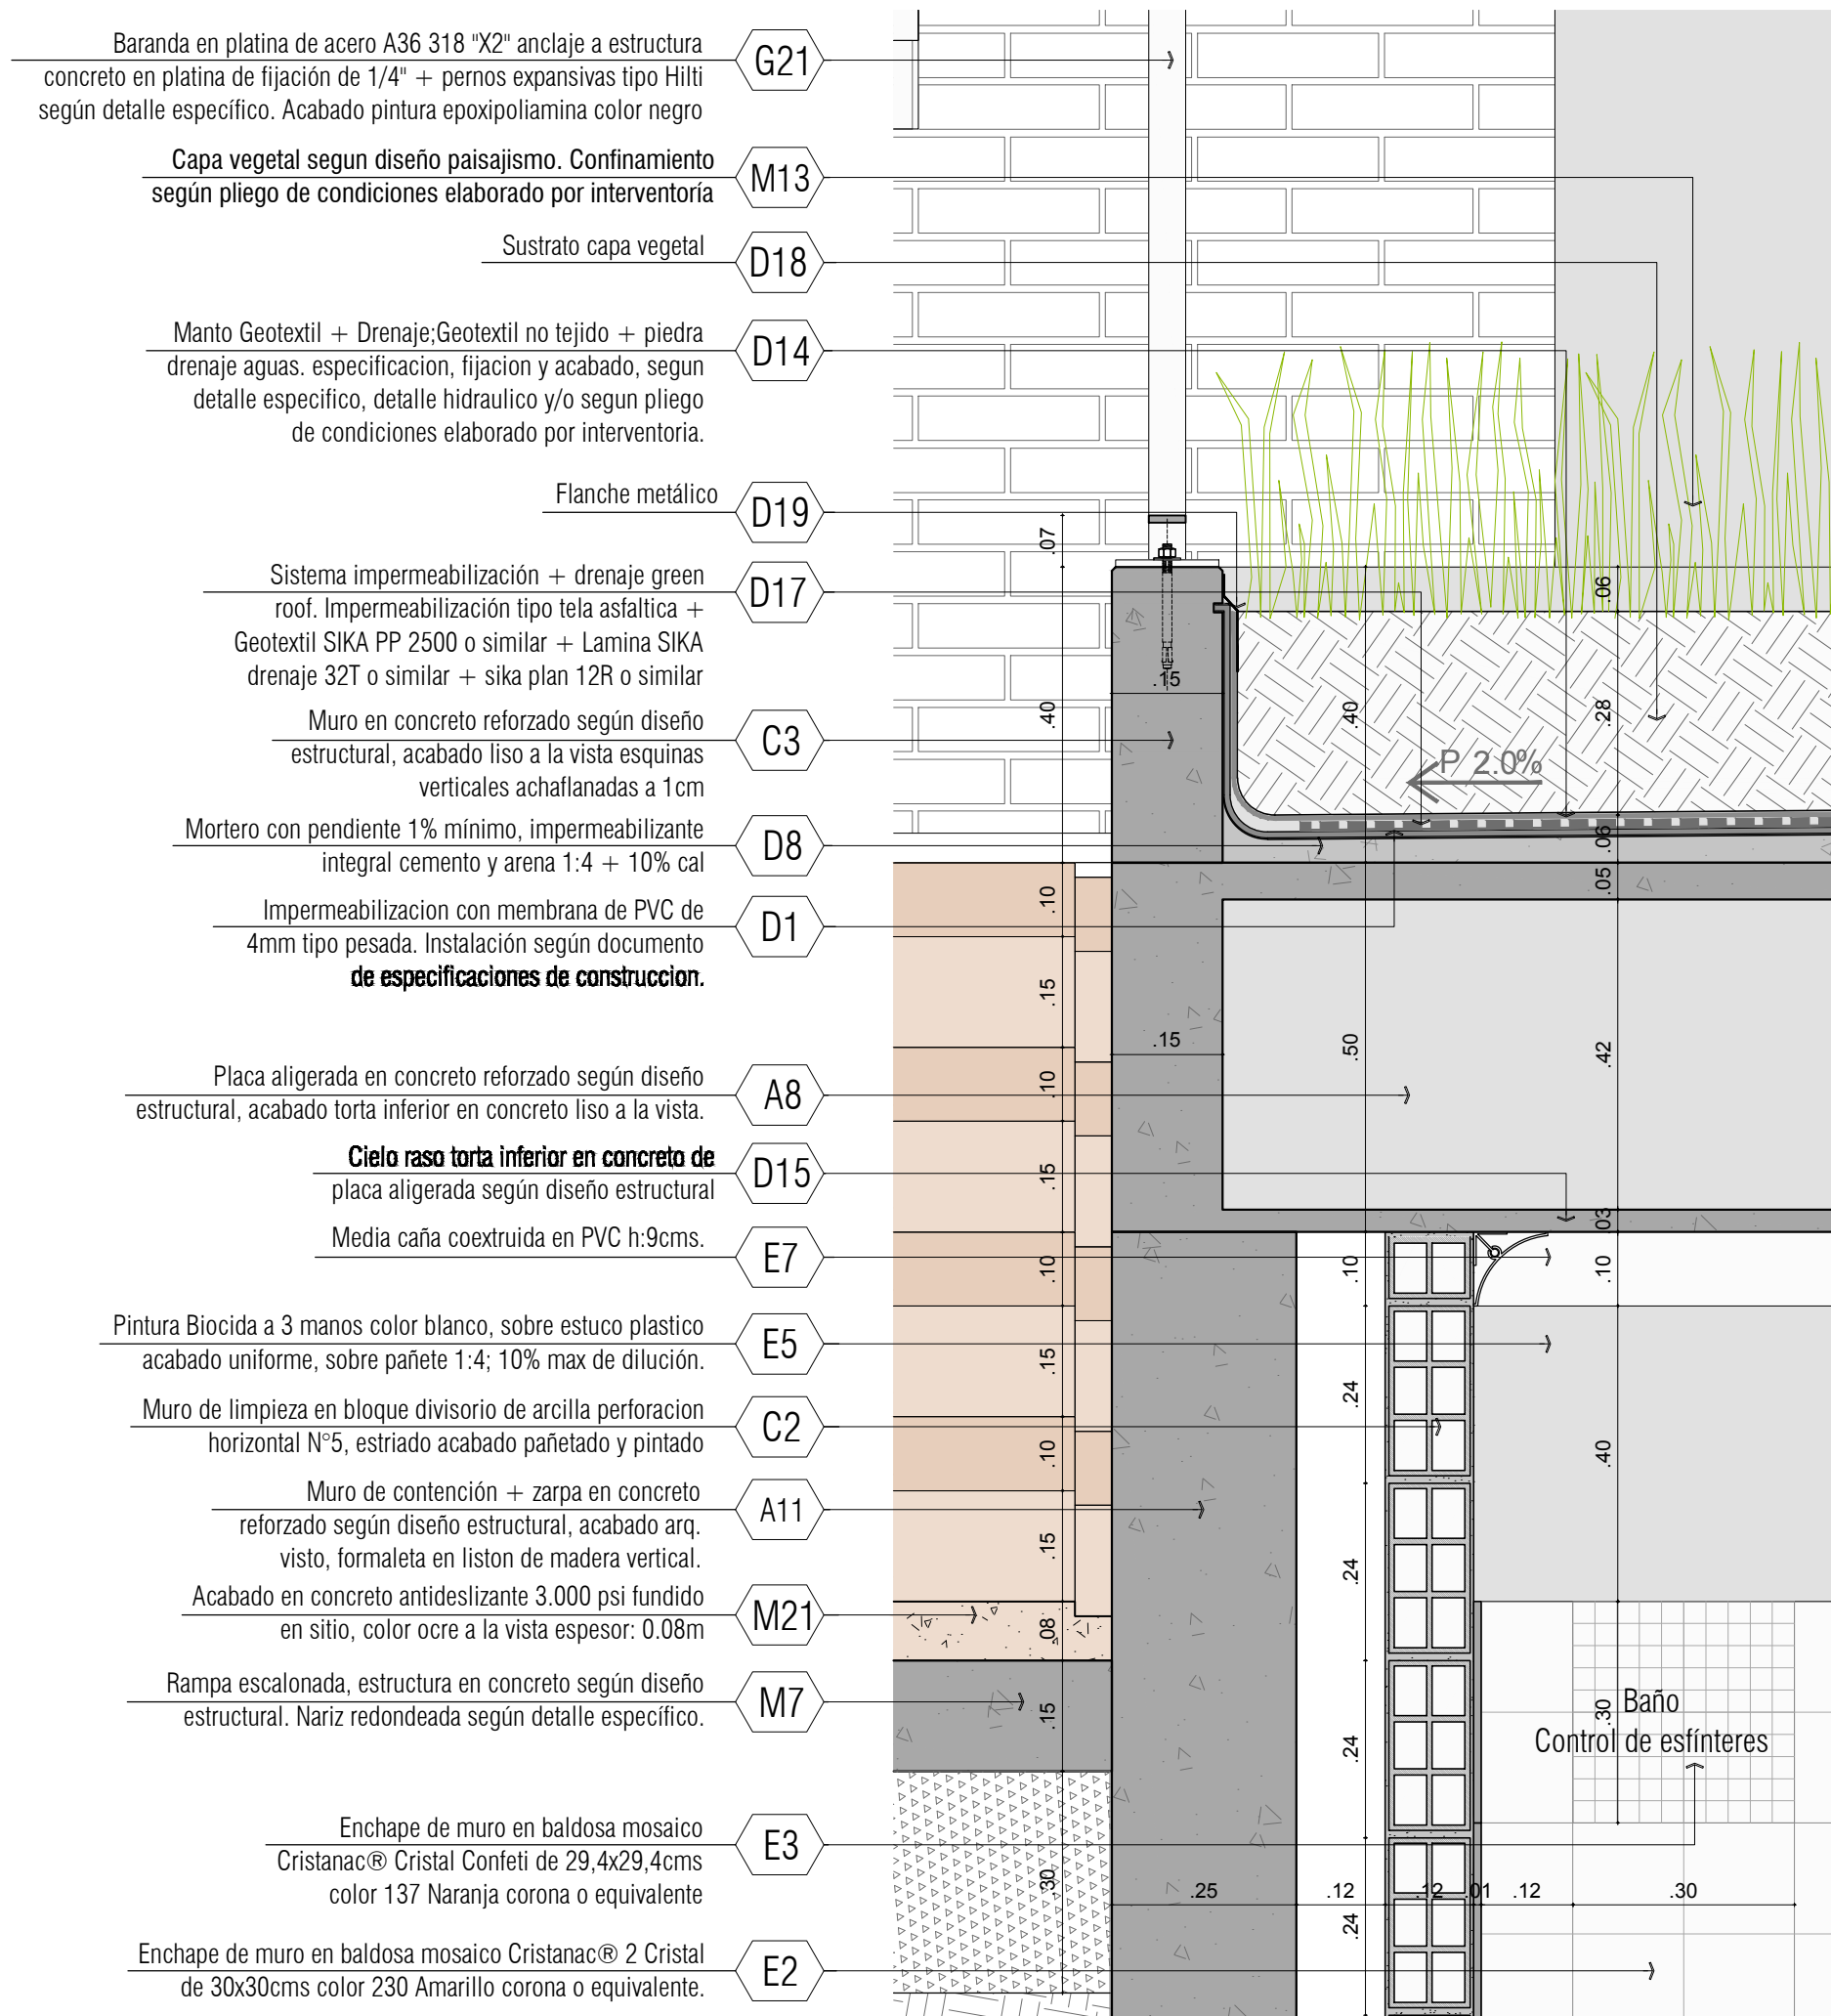 Baranda en platina de acero A36 318 "X2" anclaje a estructura
concreto en platina de fijación de 1/4" + pernos expansivas tipo Hilti
según detalle específico. Acabado pintura epoxipoliamina color negro
G21
Capa vegetal segun diseño paisajismo. Confinamiento
según pliego de condiciones elaborado por interventoría
M13
Sustrato capa vegetal
D18
Manto Geotextil + Drenaje;Geotextil no tejido + piedra
drenaje aguas. especificacion, fijacion y acabado, segun
detalle especifico, detalle hidraulico y/o segun pliego
de condiciones elaborado por interventoria.
D14
Flanche metálico
D19
Sistema impermeabilización + drenaje green
roof. Impermeabilización tipo tela asfaltica +
Geotextil SIKA PP 2500 o similar + Lamina SIKA
drenaje 32T o similar + sika plan 12R o similar
D17
Muro en concreto reforzado según diseño
estructural, acabado liso a la vista esquinas
verticales achaflanadas a 1cm
C3
Mortero con pendiente 1% mínimo, impermeabilizante
integral cemento y arena 1:4 + 10% cal
D8
Impermeabilizacion con membrana de PVC de
4mm tipo pesada. Instalación según documento
de especificaciones de construccion.
D1
Placa aligerada en concreto reforzado según diseño
estructural, acabado torta inferior en concreto liso a la vista.
A8
Cielo raso torta inferior en concreto de
placa aligerada según diseño estructural
D15
Media caña coextruida en PVC h:9cms.
E7
Pintura Biocida a 3 manos color blanco, sobre estuco plastico
acabado uniforme, sobre pañete 1:4; 10% max de dilución.
E5
Muro de limpieza en bloque divisorio de arcilla perforacion
horizontal N°5, estriado acabado pañetado y pintado
C2
Muro de contención + zarpa en concreto
reforzado según diseño estructural, acabado arq.
visto, formaleta en liston de madera vertical.
A11
Acabado en concreto antideslizante 3.000 psi fundido
en sitio, color ocre a la vista espesor: 0.08m
M21
Rampa escalonada, estructura en concreto según diseño
estructural. Nariz redondeada según detalle específico.
M7
Enchape de muro en baldosa mosaico
Cristanac® Cristal Confeti de 29,4x29,4cms
color 137 Naranja corona o equivalente
E3
Enchape de muro en baldosa mosaico Cristanac® 2 Cristal
de 30x30cms color 230 Amarillo corona o equivalente.
E2
.07
.40
.10
.15
.10
.15
.10
.15
.10
.15
.08
.15
.30
.15
.15
.40
.50
.10
.24
.24
.24
.24
P 2.0%
.06
.28
.06
.05
.42
.03
.10
.40
.30
Baño
Control de esfínteres
.25
.12
.12
.01
.12
.30